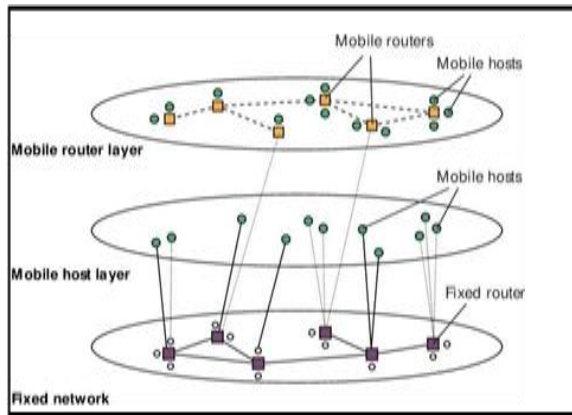 Mobile routers
Mobile hosts
Mobile router layer
Mobile hosts
Mobile host layer
Fixed router
Fixed network